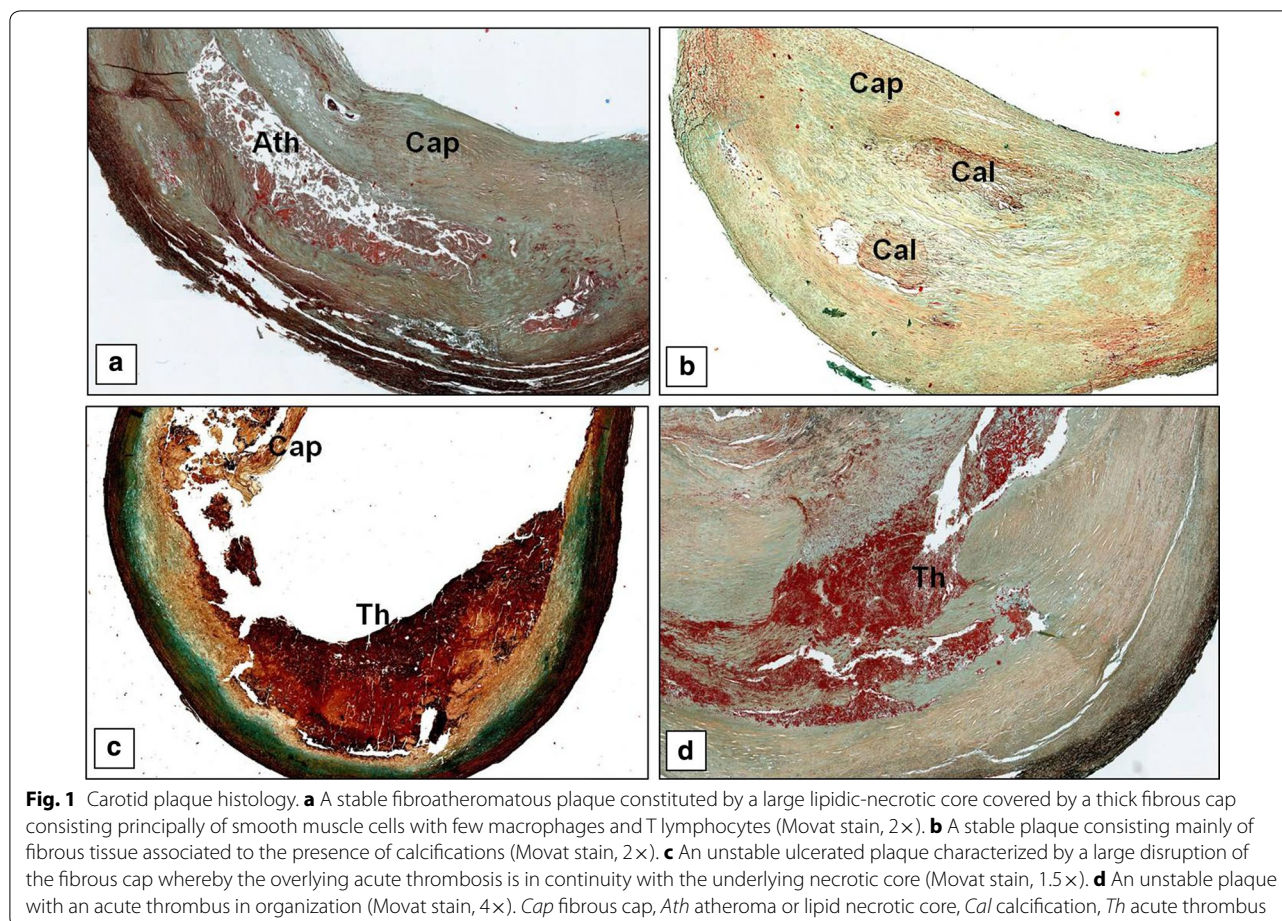 Ath
Cap
a
Cap
Cal
Cal
b
Cap
Th
c
Th
d
Fig. 1 Carotid plaque histology. a A stable fibroatheromatous plaque constituted by a large lipidic-necrotic core covered by a thick fibrous cap
consisting principally of smooth muscle cells with few macrophages and T lymphocytes (Movat stain, 2×). b A stable plaque consisting mainly of
fibrous tissue associated to the presence of calcifications (Movat stain, 2×). c An unstable ulcerated plaque characterized by a large disruption of
the fibrous cap whereby the overlying acute thrombosis is in continuity with the underlying necrotic core (Movat stain, 1.5×). d An unstable plaque
with an acute thrombus in organization (Movat stain, 4×). Cap fibrous cap, Ath atheroma or lipid necrotic core, Cal calcification, Th acute thrombus